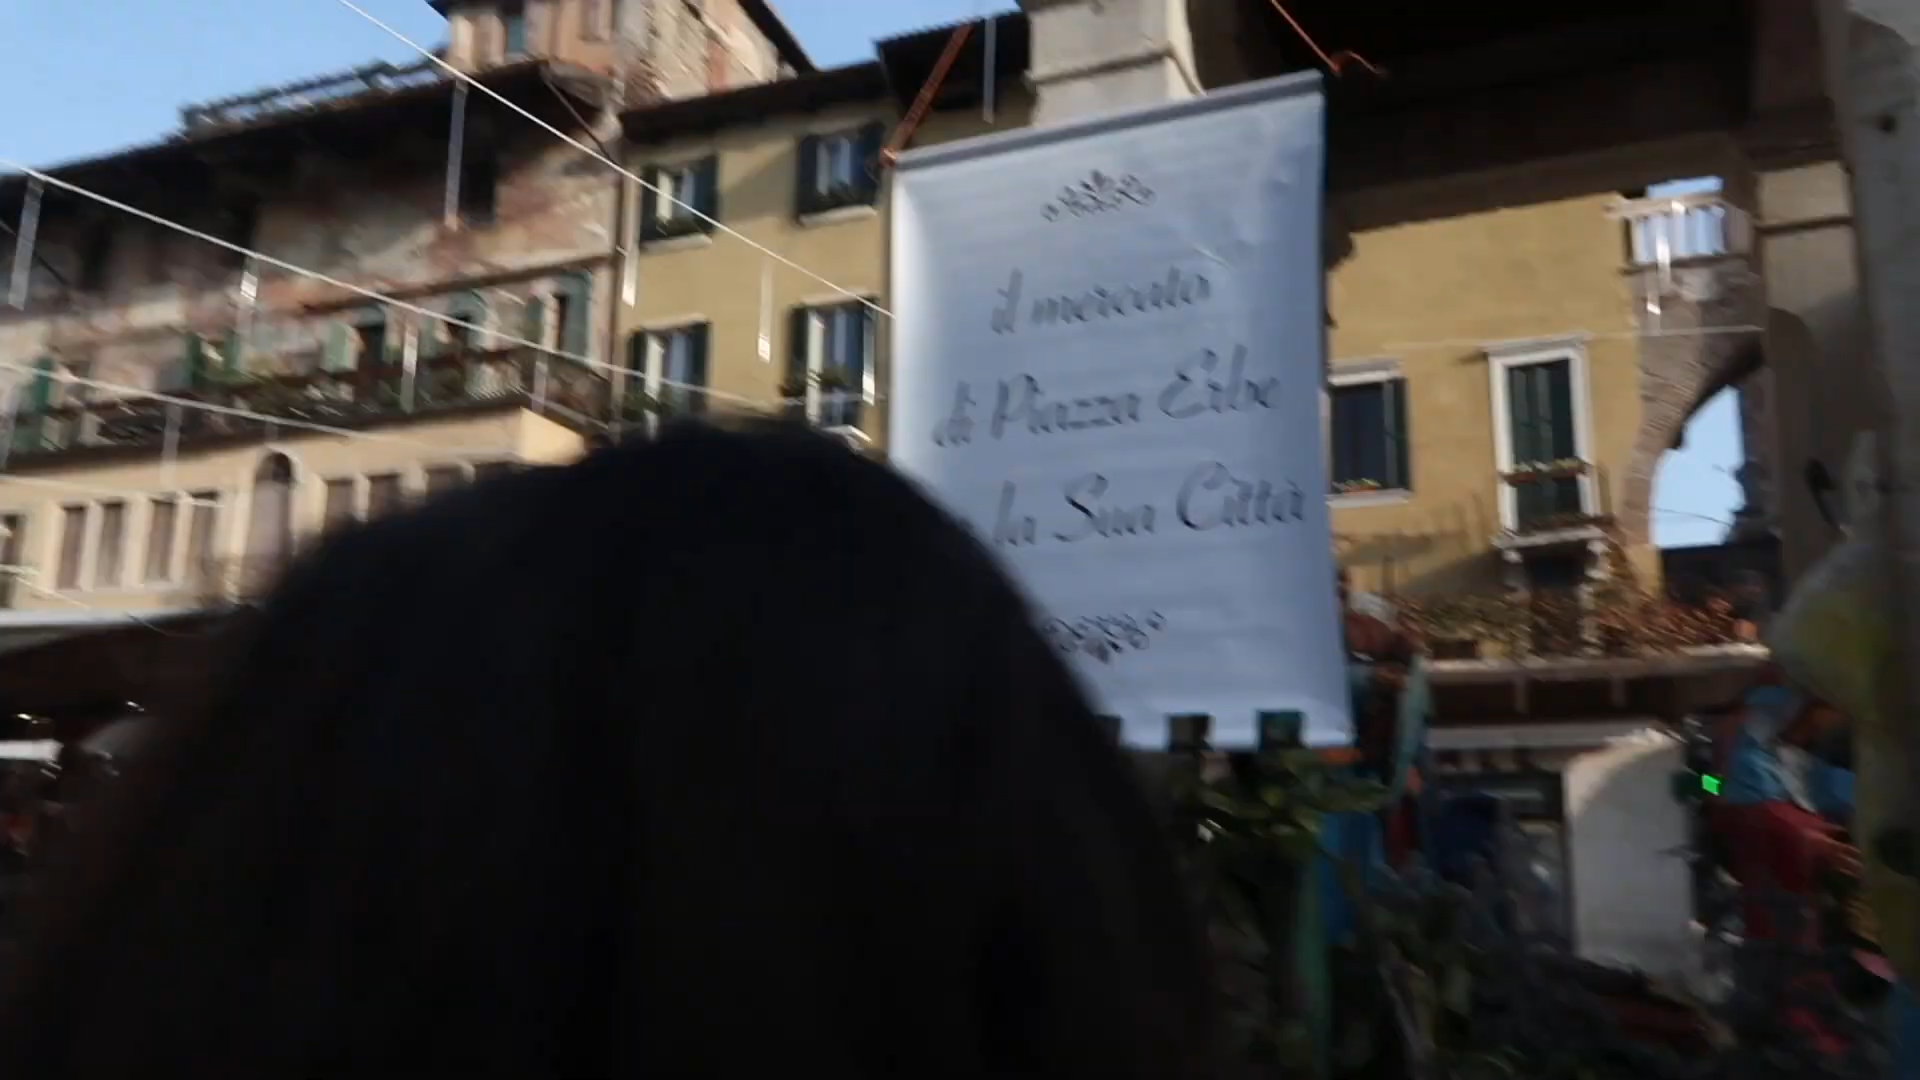 il mercato
di Piazza Erbe
la Sua Città